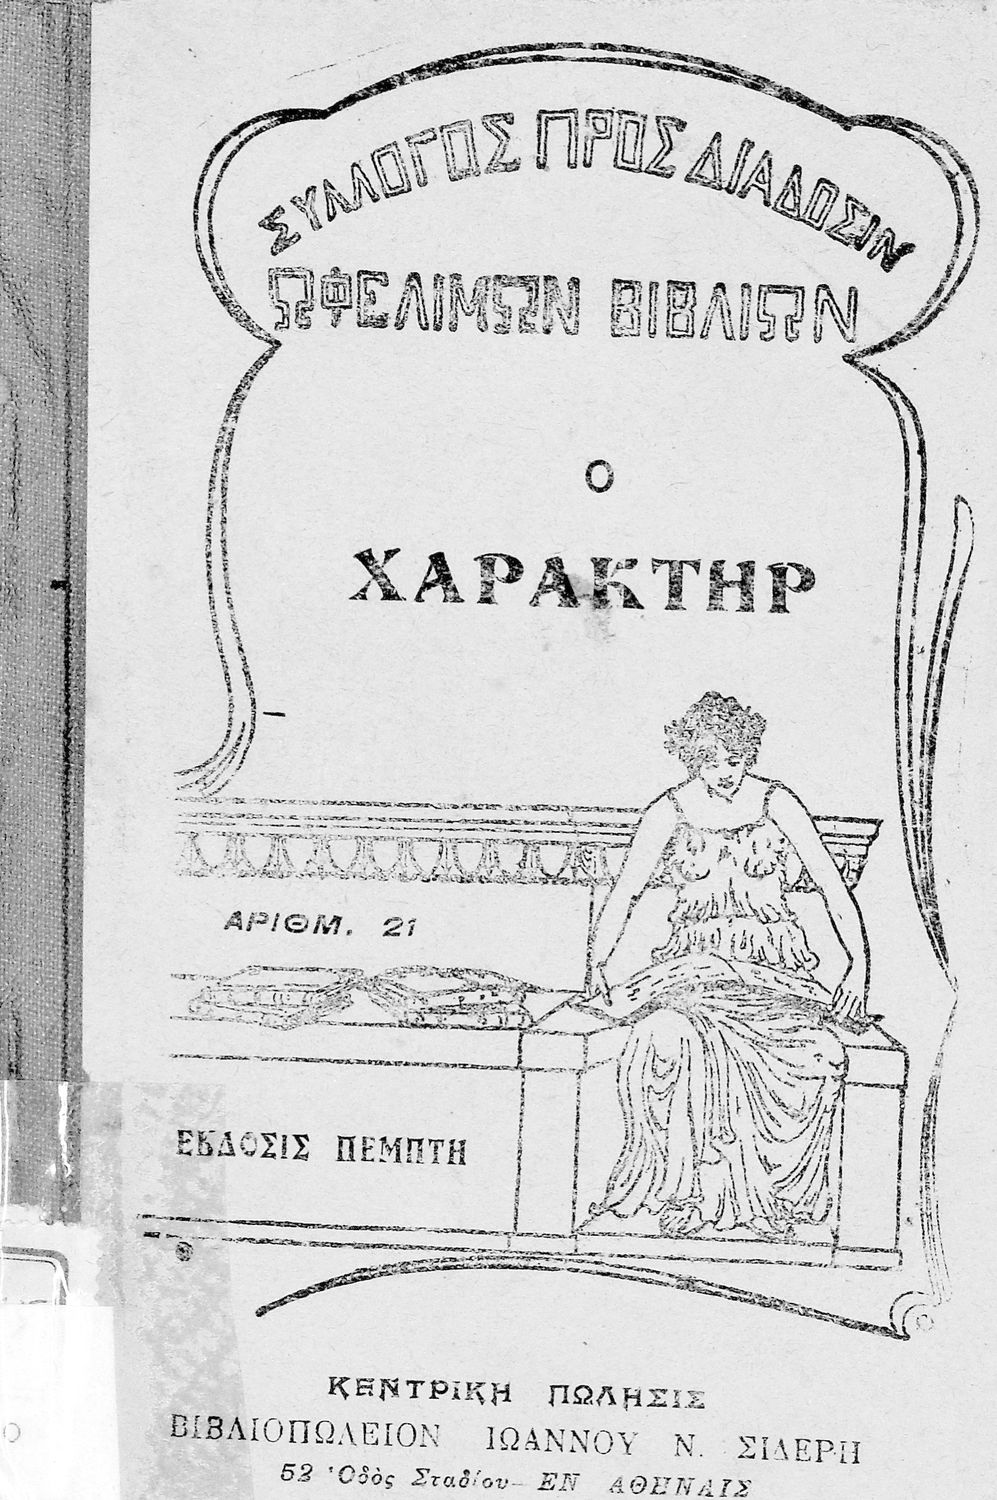 ΣΥΛΛΟΓΟΣ ΠΡΟΣ ΔΙΑΔΟΣΙΝ
ΩΦΕΛΙΜΩΝ ΒΙΒΛΙΩΝ
Ο
ΧΑΡΑΚΤΗΡ
ΑΡΙΘΜ. 21
ΕΚΔΟΣΙΣ ΠΕΜΠΤΗ
ΚΕΝΤΡΙΚΗ ΠΩΛΗΣΙΣ
ΒΙΒΛΙΟΠΩΛΕΙΟΝ ΙΩΑΝΝΟΥ Ν. ΣΙΔΕΡΗ
52 Ὁδὸς Σταδίου - ΕΝ ΑΘΗΝΑΙΣ